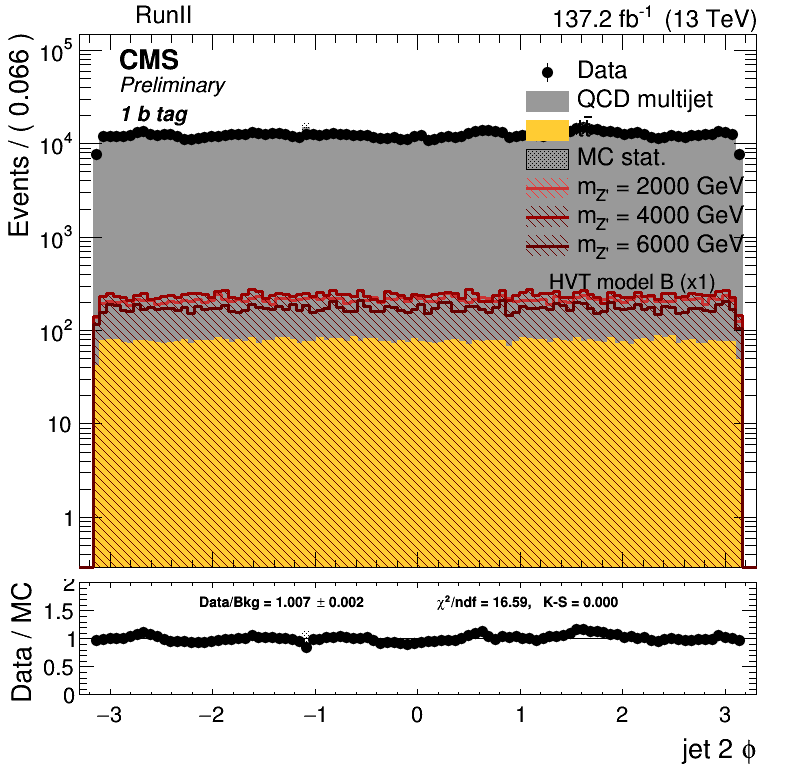 RunII
137.2 fb⁻¹ (13 TeV)
CMS
Preliminary
1 b tag
Data
QCD multijet
MC stat.
m_Z' = 2000 GeV
m_Z' = 4000 GeV
m_Z' = 6000 GeV
HVT model B (x1)
Events / ( 0.066 )
10⁵
10⁴
10³
10²
10
1
Data/Bkg = 1.007 ± 0.002
χ²/ndf = 16.59, K-S = 0.000
Data / MC
2
1.5
1
0.5
0
−3 −2 −1 0 1 2 3
jet 2 ϕ